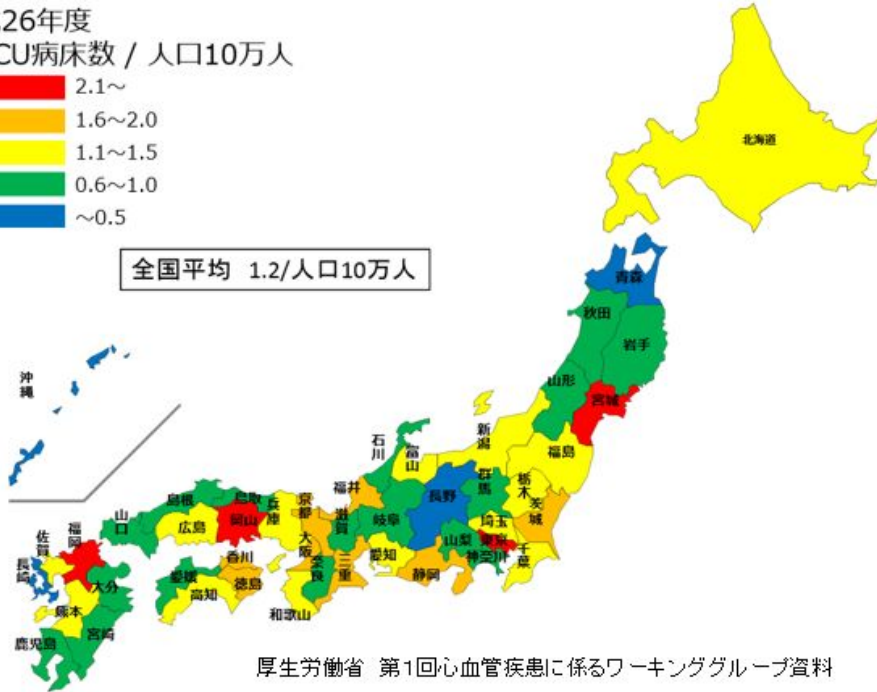 26年度
CU病床数 / 人口10万人
2.1～
1.6～2.0
1.1～1.5
0.6～1.0
～0.5
全国平均 1.2/人口10万人
北海道
青森
秋田
岩手
山形
宮城
福島
新潟
沖縄
石川
富山
群馬
栃木
茨城
福井
長野
岐阜
埼玉
東京
千葉
山梨
神奈川
静岡
愛知
京都
滋賀
三重
大阪
奈良
和歌山
兵庫
鳥取
島根
岡山
広島
山口
香川
徳島
愛媛
高知
福岡
佐賀
長崎
大分
熊本
宮崎
鹿児島
厚生労働省 第1回心血管疾患に係るワーキンググループ資料